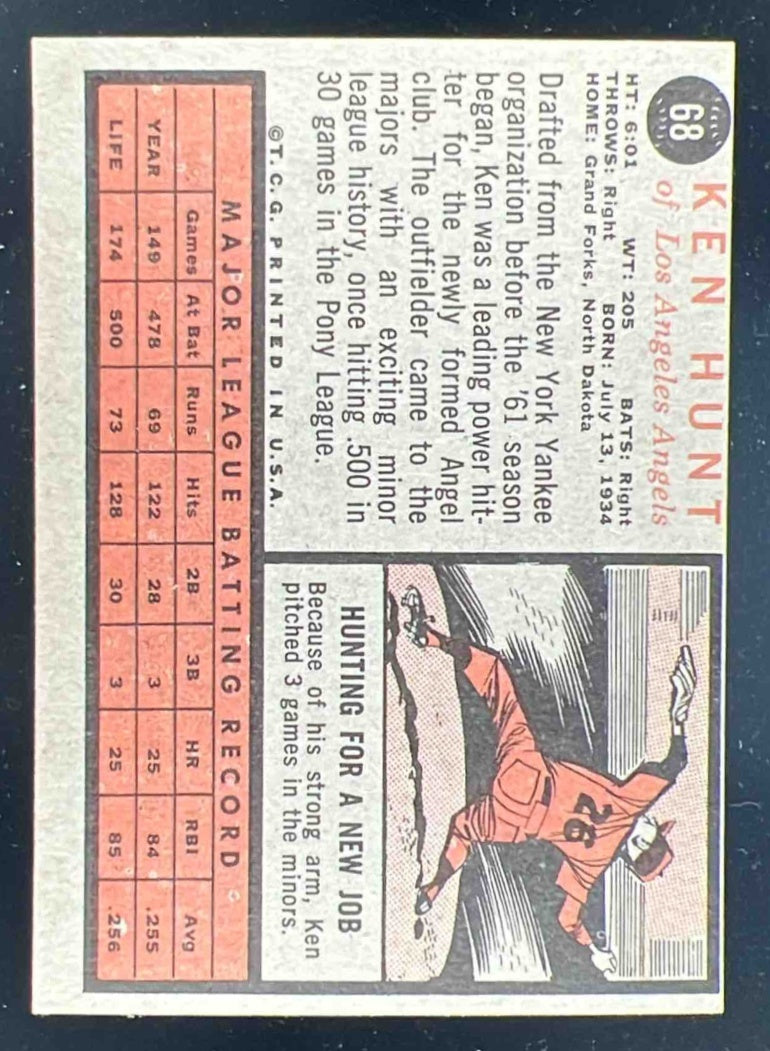 68
KEN HUNT
of Los Angeles Angels
HT: 6:01 WT: 205 BATS: Right
THROWS: Right BORN: July 13, 1934
HOME: Grand Forks, North Dakota
Drafted from the New York Yankee
organization before the '61 season
began, Ken was a leading power hit-
ter for the newly formed Angel
club. The outfielder came to the
majors with an exciting minor
league history, once hitting .500 in
30 games in the Pony League.
©T. C. G. PRINTED IN U.S.A.
26
HUNTING FOR A NEW JOB
Because of his strong arm, Ken
pitched 3 games in the minors.
MAJOR LEAGUE BATTING RECORD
Games At Bat Runs Hits 2B 3B HR RBI Avg
YEAR 149 478 69 122 28 3 25 84 .255
LIFE 174 500 73 128 30 3 25 85 .256